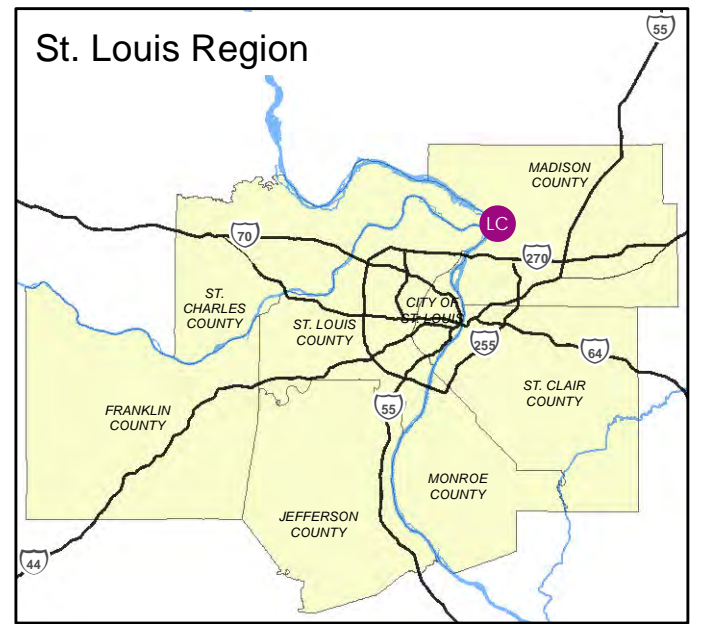 St. Louis Region
55
MADISON
COUNTY
LC
70
270
ST.
CHARLES
COUNTY
CITY OF
ST. LOUIS
ST. LOUIS
COUNTY
255
64
ST. CLAIR
COUNTY
FRANKLIN
COUNTY
55
MONROE
COUNTY
JEFFERSON
COUNTY
44